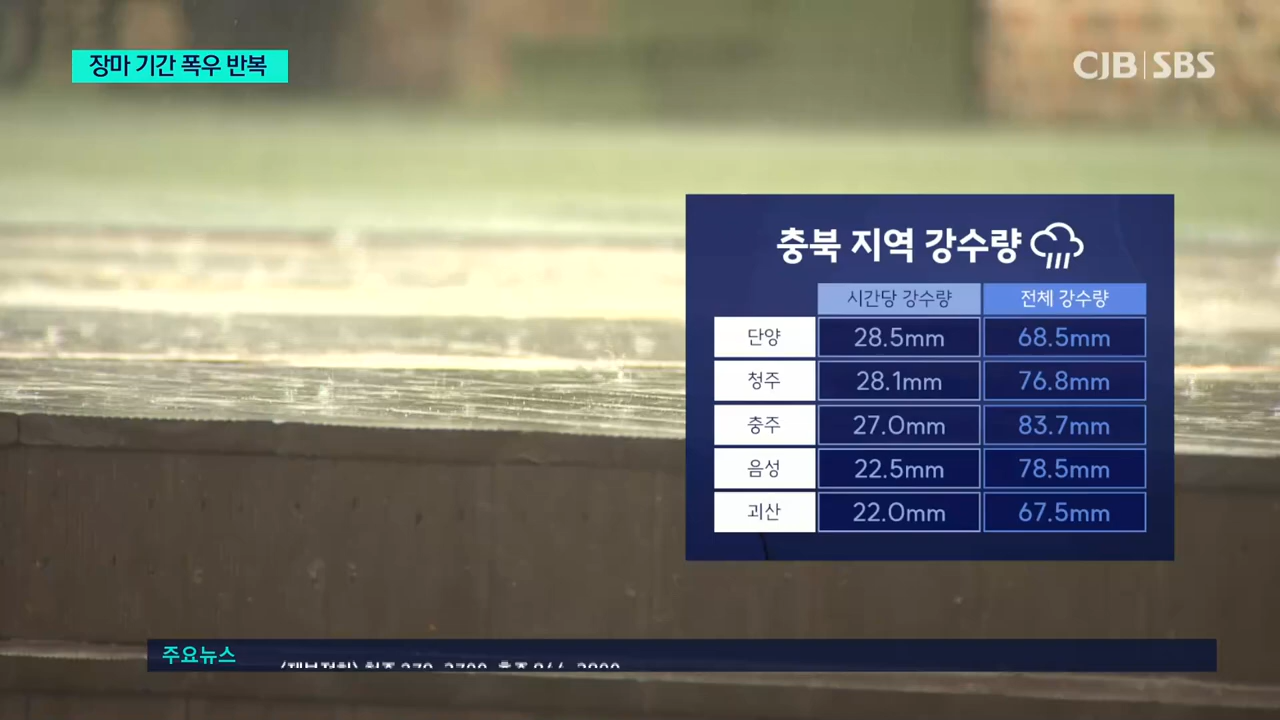 장마 기간 폭우 반복
CJB SBS
충북 지역 강수량
시간당 강수량 전체 강수량
단양 28.5mm 68.5mm
청주 28.1mm 76.8mm
충주 27.0mm 83.7mm
음성 22.5mm 78.5mm
괴산 22.0mm 67.5mm
주요뉴스